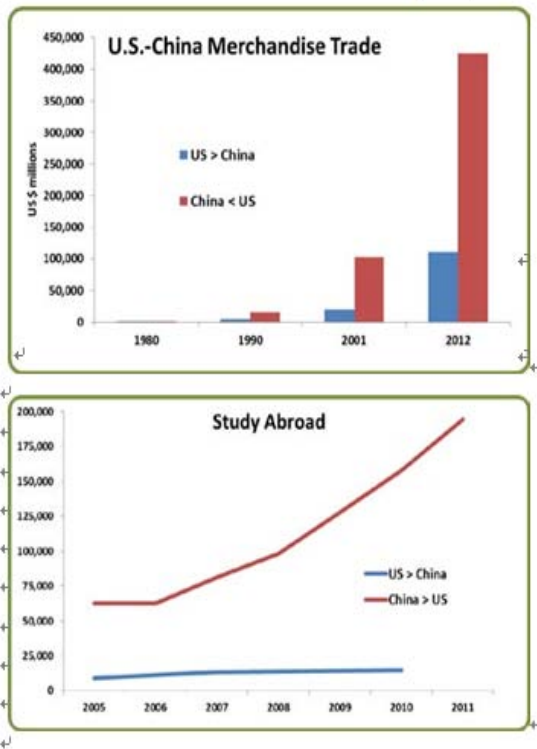 U.S.-China Merchandise Trade
450,000
400,000
350,000
300,000
250,000
200,000
150,000
100,000
50,000
0
US $ millions
US > China
China < US
1980 1990 2001 2012
Study Abroad
200,000
175,000
150,000
125,000
100,000
75,000
50,000
25,000
0
US > China
China > US
2005 2006 2007 2008 2009 2010 2011